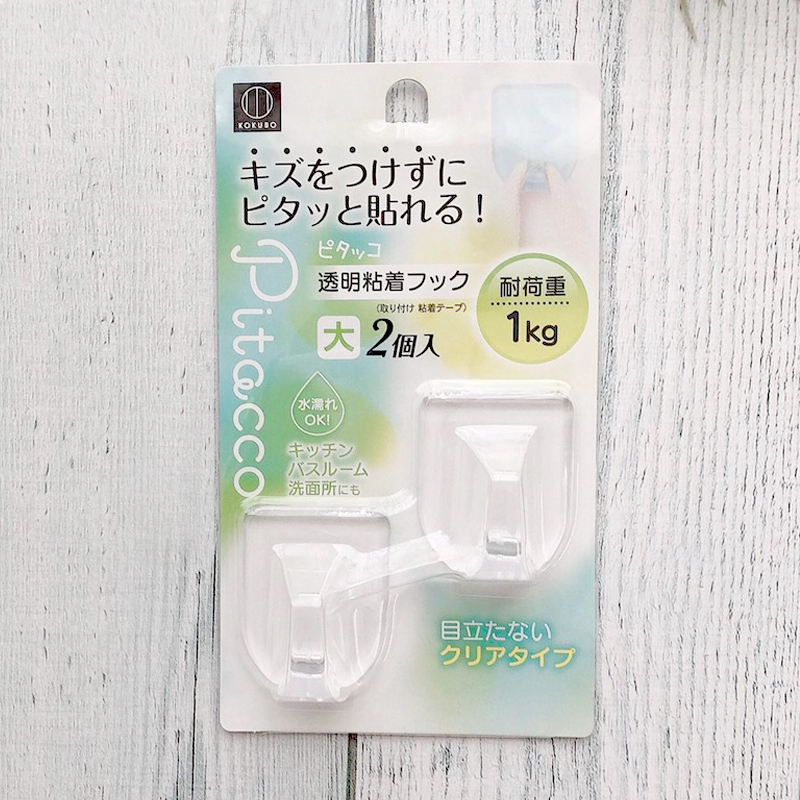 KOKUBO
キズをつけずに
ピタッと貼れる!
Pitacco
ピタッコ
透明粘着フック
(取り付け 粘着テープ)
大 2個入
耐荷重
1kg
水濡れ
OK!
キッチン
バスルーム
洗面所にも
目立たない
クリアタイプ